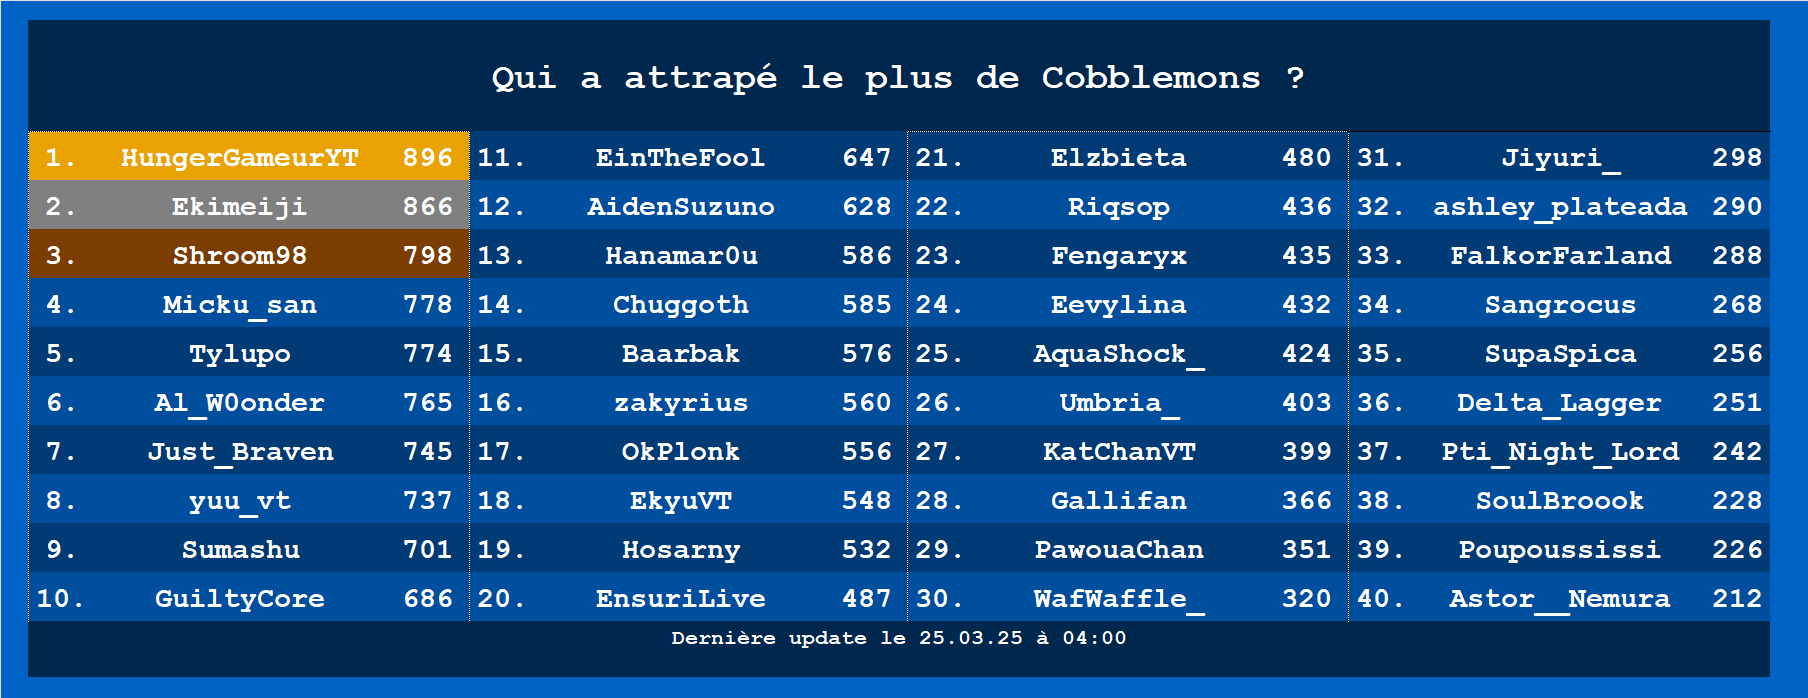 Qui a attrapé le plus de Cobblemons ?
1. HungerGameurYT 896
2. Ekimeiji 866
3. Shroom98 798
4. Micku_san 778
5. Tylupo 774
6. Al_W0onder 765
7. Just_Braven 745
8. yuu_vt 737
9. Sumashu 701
10. GuiltyCore 686
11. EinTheFool 647
12. AidenSuzuno 628
13. Hanamar0u 586
14. Chuggoth 585
15. Baarbak 576
16. zakyrius 560
17. OkPlonk 556
18. EkyuVT 548
19. Hosarny 532
20. EnsuriLive 487
21. Elzbieta 480
22. Riqsop 436
23. Fengaryx 435
24. Eevylina 432
25. AquaShock_ 424
26. Umbria_ 403
27. KatChanVT 399
28. Gallifan 366
29. PawouaChan 351
30. WafWaffle_ 320
31. Jiyuri_ 298
32. ashley_plateada 290
33. FalkorFarland 288
34. Sangrocus 268
35. SupaSpica 256
36. Delta_Lagger 251
37. Pti_Night_Lord 242
38. SoulBroook 228
39. Poupoussissi 226
40. Astor__Nemura 212
Dernière update le 25.03.25 à 04:00